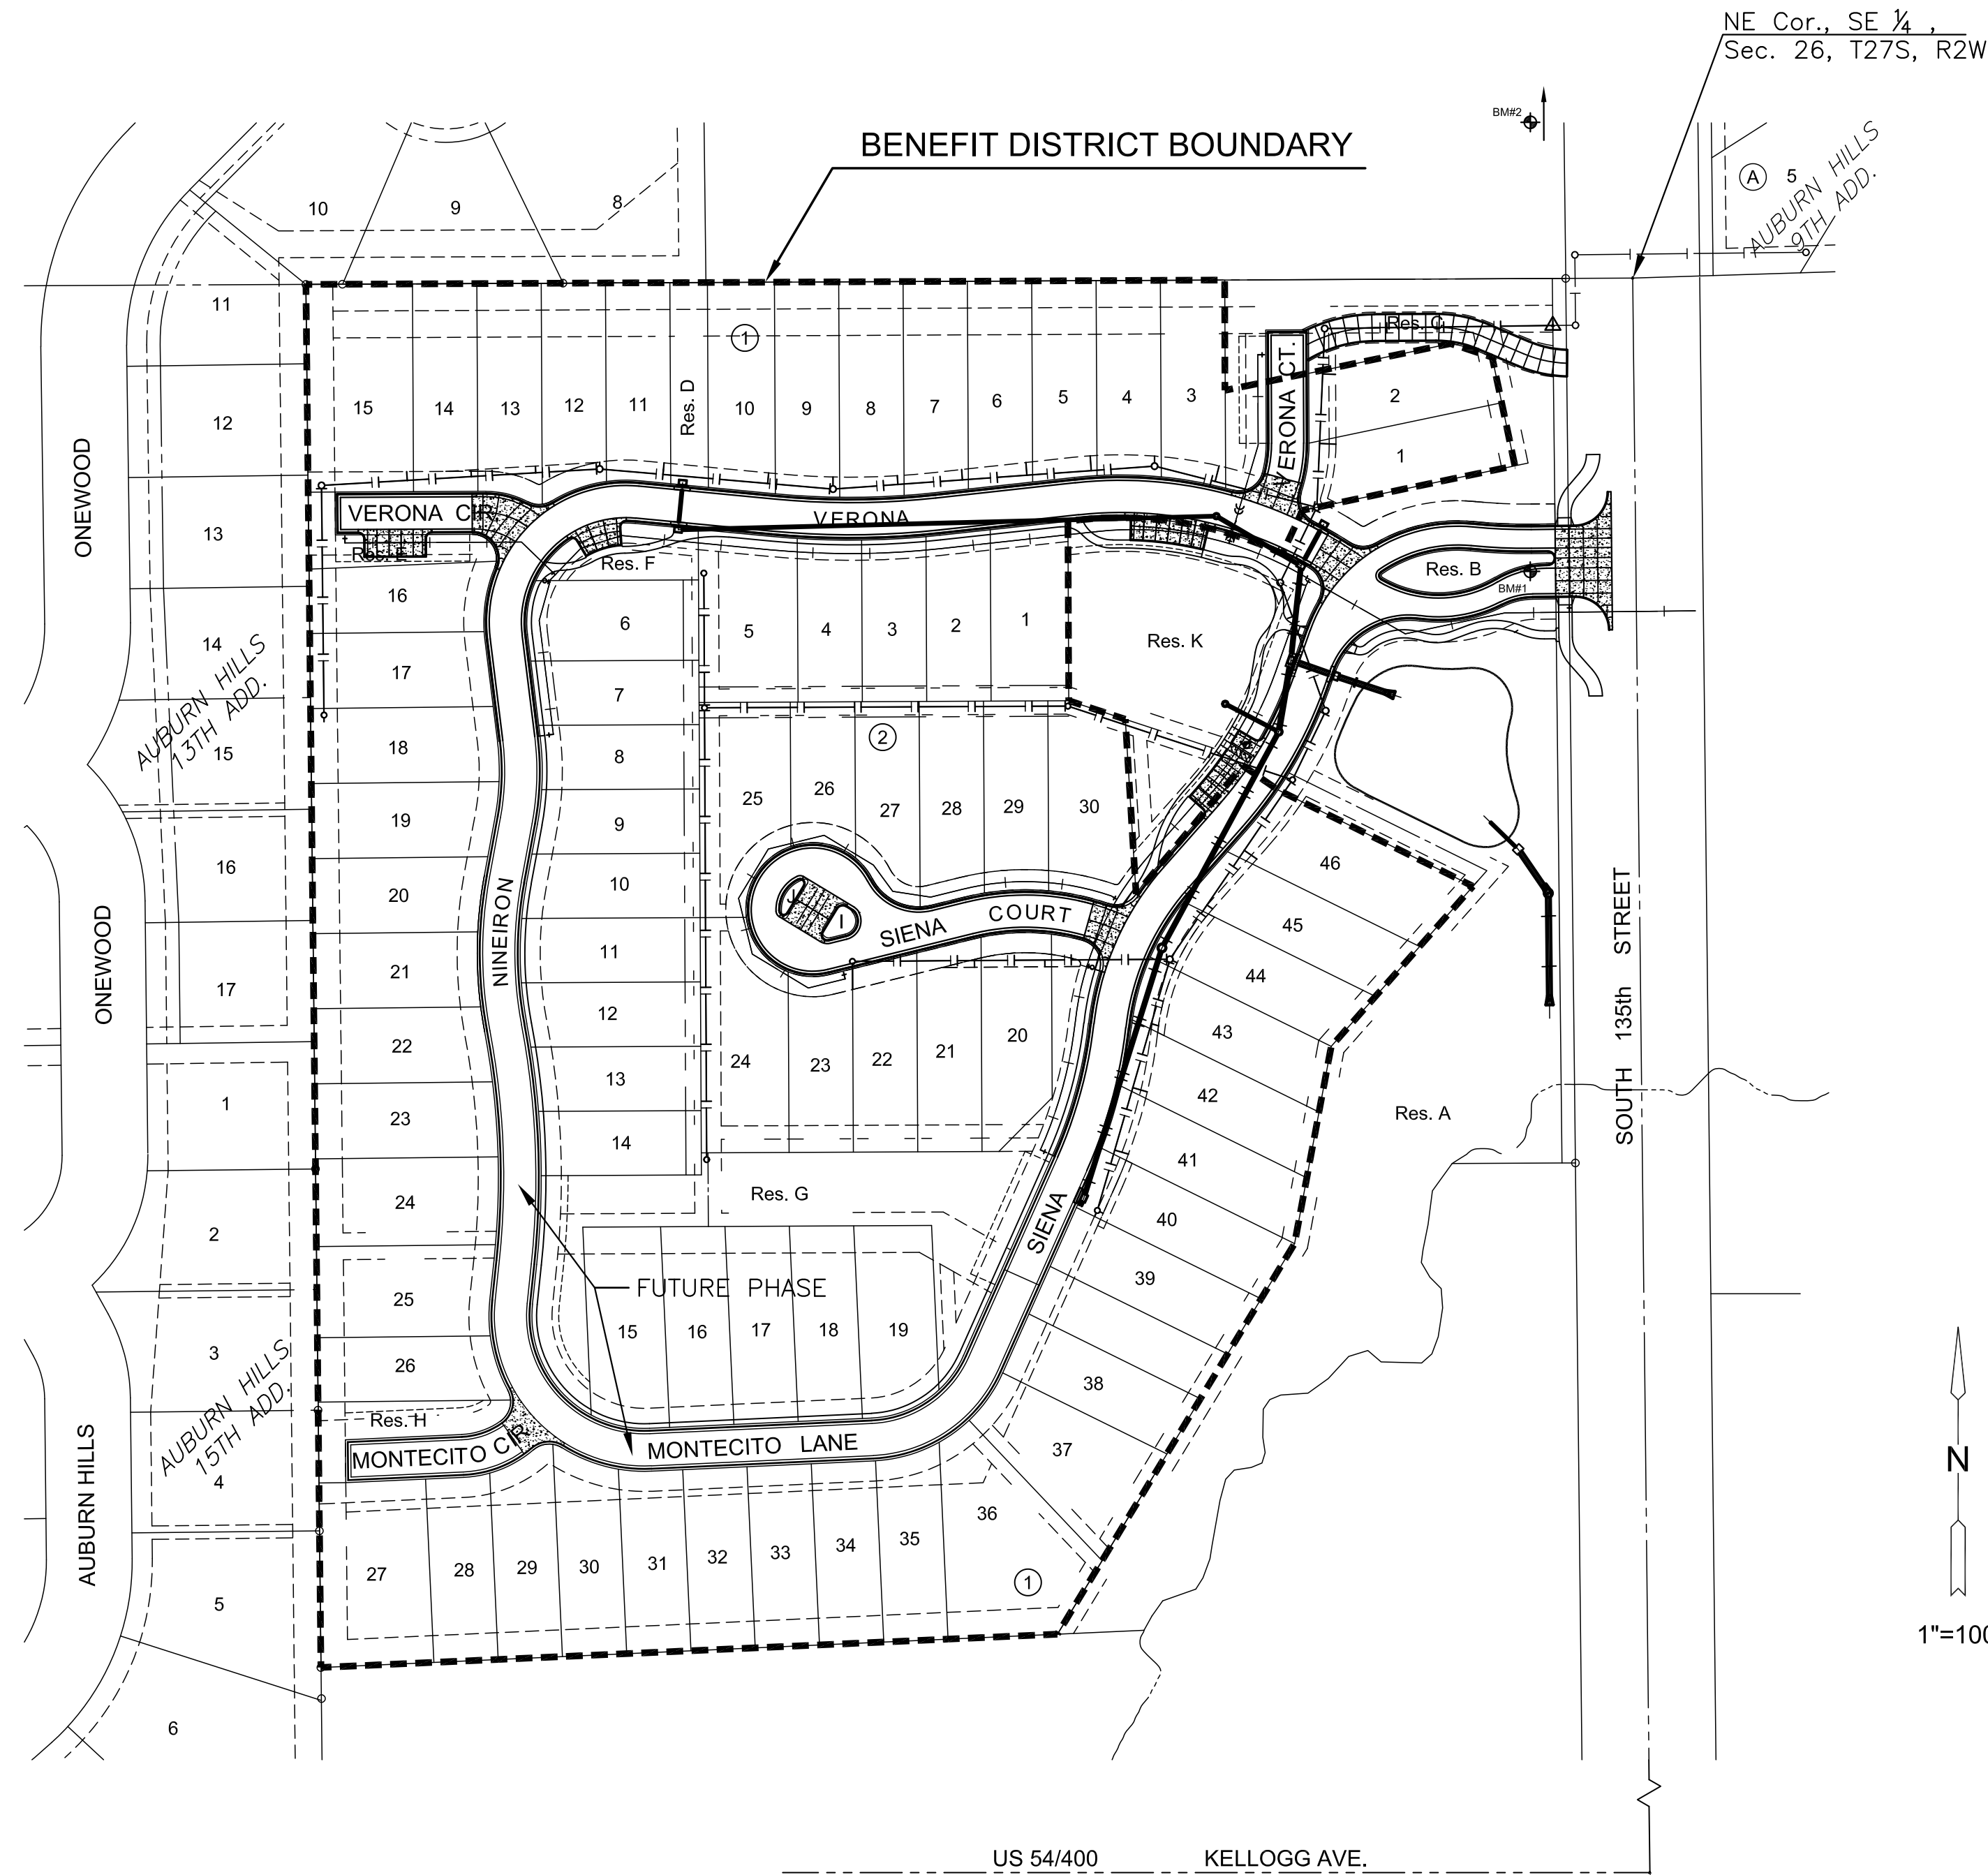 NE Cor., SE ¼ ,
Sec. 26, T27S, R2W
BM#2
BENEFIT DISTRICT BOUNDARY
A 5
AUBURN HILLS
9TH ADD.
10 9 8
11
12
13
14
15
16
17
ONEWOOD
ONEWOOD
AUBURN HILLS
13TH ADD.
1
15 14 13 12 11 Res. D 10 9 8 7 6 5 4 3
Res. C
VERONA CT.
2
1
VERONA CIR
VERONA
Res. E
Res. F
Res. B
BM#1
16
17
18
19
20
21
22
23
24
25
26
NINEIRON
6
7
8
9
10
11
12
13
14
5 4 3 2 1
Res. K
2
25 26 27 28 29 30
J
I
SIENA COURT
24 23 22 21 20
46
45
44
43
42
41
40
39
38
37
Res. A
SOUTH 135th STREET
Res. G
SIENA
FUTURE PHASE
15 16 17 18 19
Res. H
MONTECITO CIR
MONTECITO LANE
27 28 29 30 31 32 33 34 35 36
1
1
2
3
4
5
6
AUBURN HILLS
15TH ADD.
AUBURN HILLS
N
1"=100
US 54/400 KELLOGG AVE.